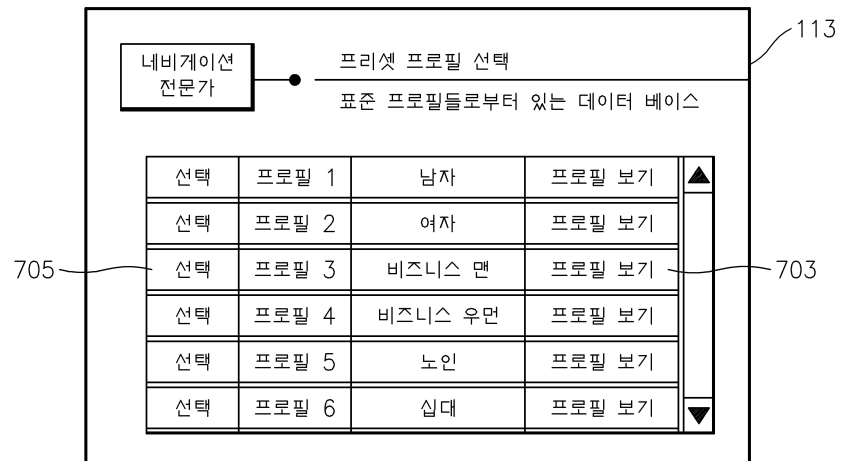 113
네비게이션
전문가
프리셋 프로필 선택
표준 프로필들로부터 있는 데이터 베이스
선택 프로필 1 남자 프로필 보기
선택 프로필 2 여자 프로필 보기
705 선택 프로필 3 비즈니스 맨 프로필 보기 703
선택 프로필 4 비즈니스 우먼 프로필 보기
선택 프로필 5 노인 프로필 보기
선택 프로필 6 십대 프로필 보기